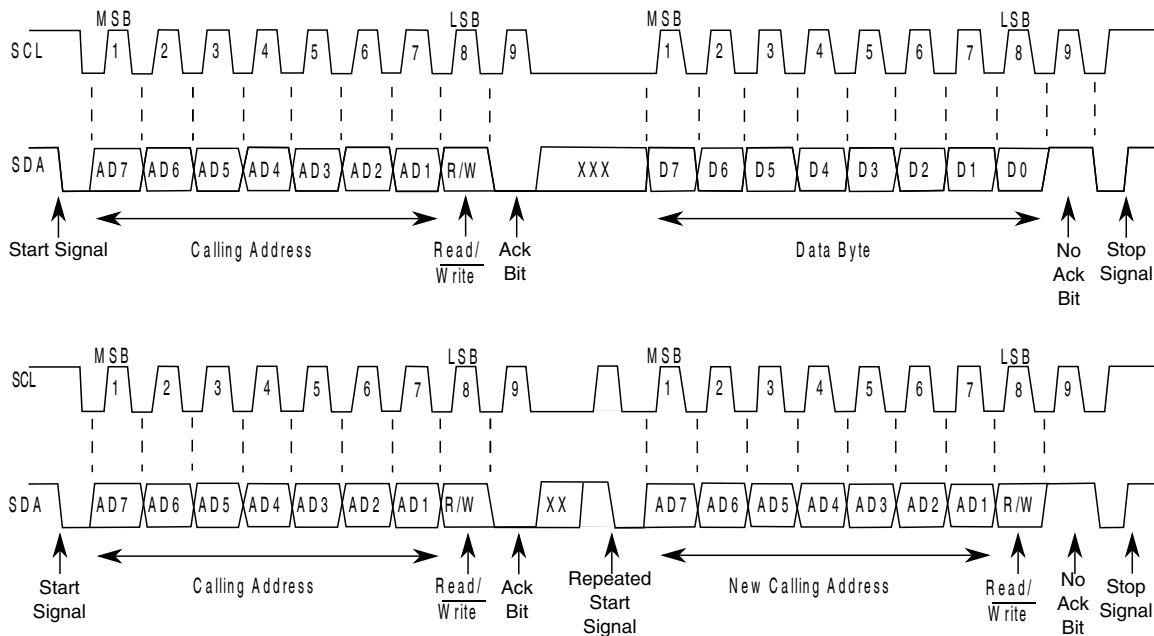 MSB LSB MSB LSB
SCL 1 2 3 4 5 6 7 8 9 1 2 3 4 5 6 7 8 9
SDA AD7 AD6 AD5 AD4 AD3 AD2 AD1 R/W XXX D7 D6 D5 D4 D3 D2 D1 D0
Start Signal Calling Address Read/ Ack Data Byte No Stop
Write Bit Ack Signal
Bit
MSB LSB MSB LSB
SCL 1 2 3 4 5 6 7 8 9 1 2 3 4 5 6 7 8 9
SDA AD7 AD6 AD5 AD4 AD3 AD2 AD1 R/W XX AD7 AD6 AD5 AD4 AD3 AD2 AD1 R/W
Start Calling Address Read/ Ack Repeated New Calling Address Read/ No Stop
Signal Write Bit Start Write Ack Signal
Signal Bit